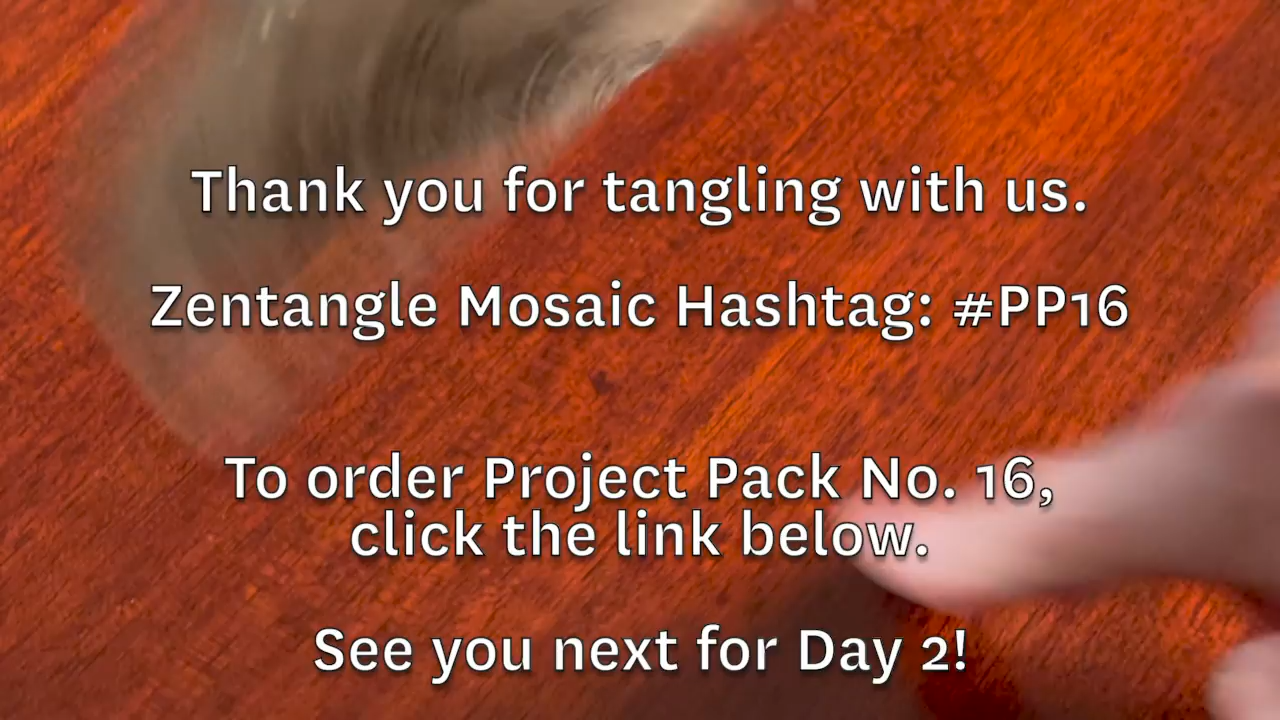 Thank you for tangling with us.
Zentangle Mosaic Hashtag: #PP16
To order Project Pack No. 16,
click the link below.
See you next for Day 2!